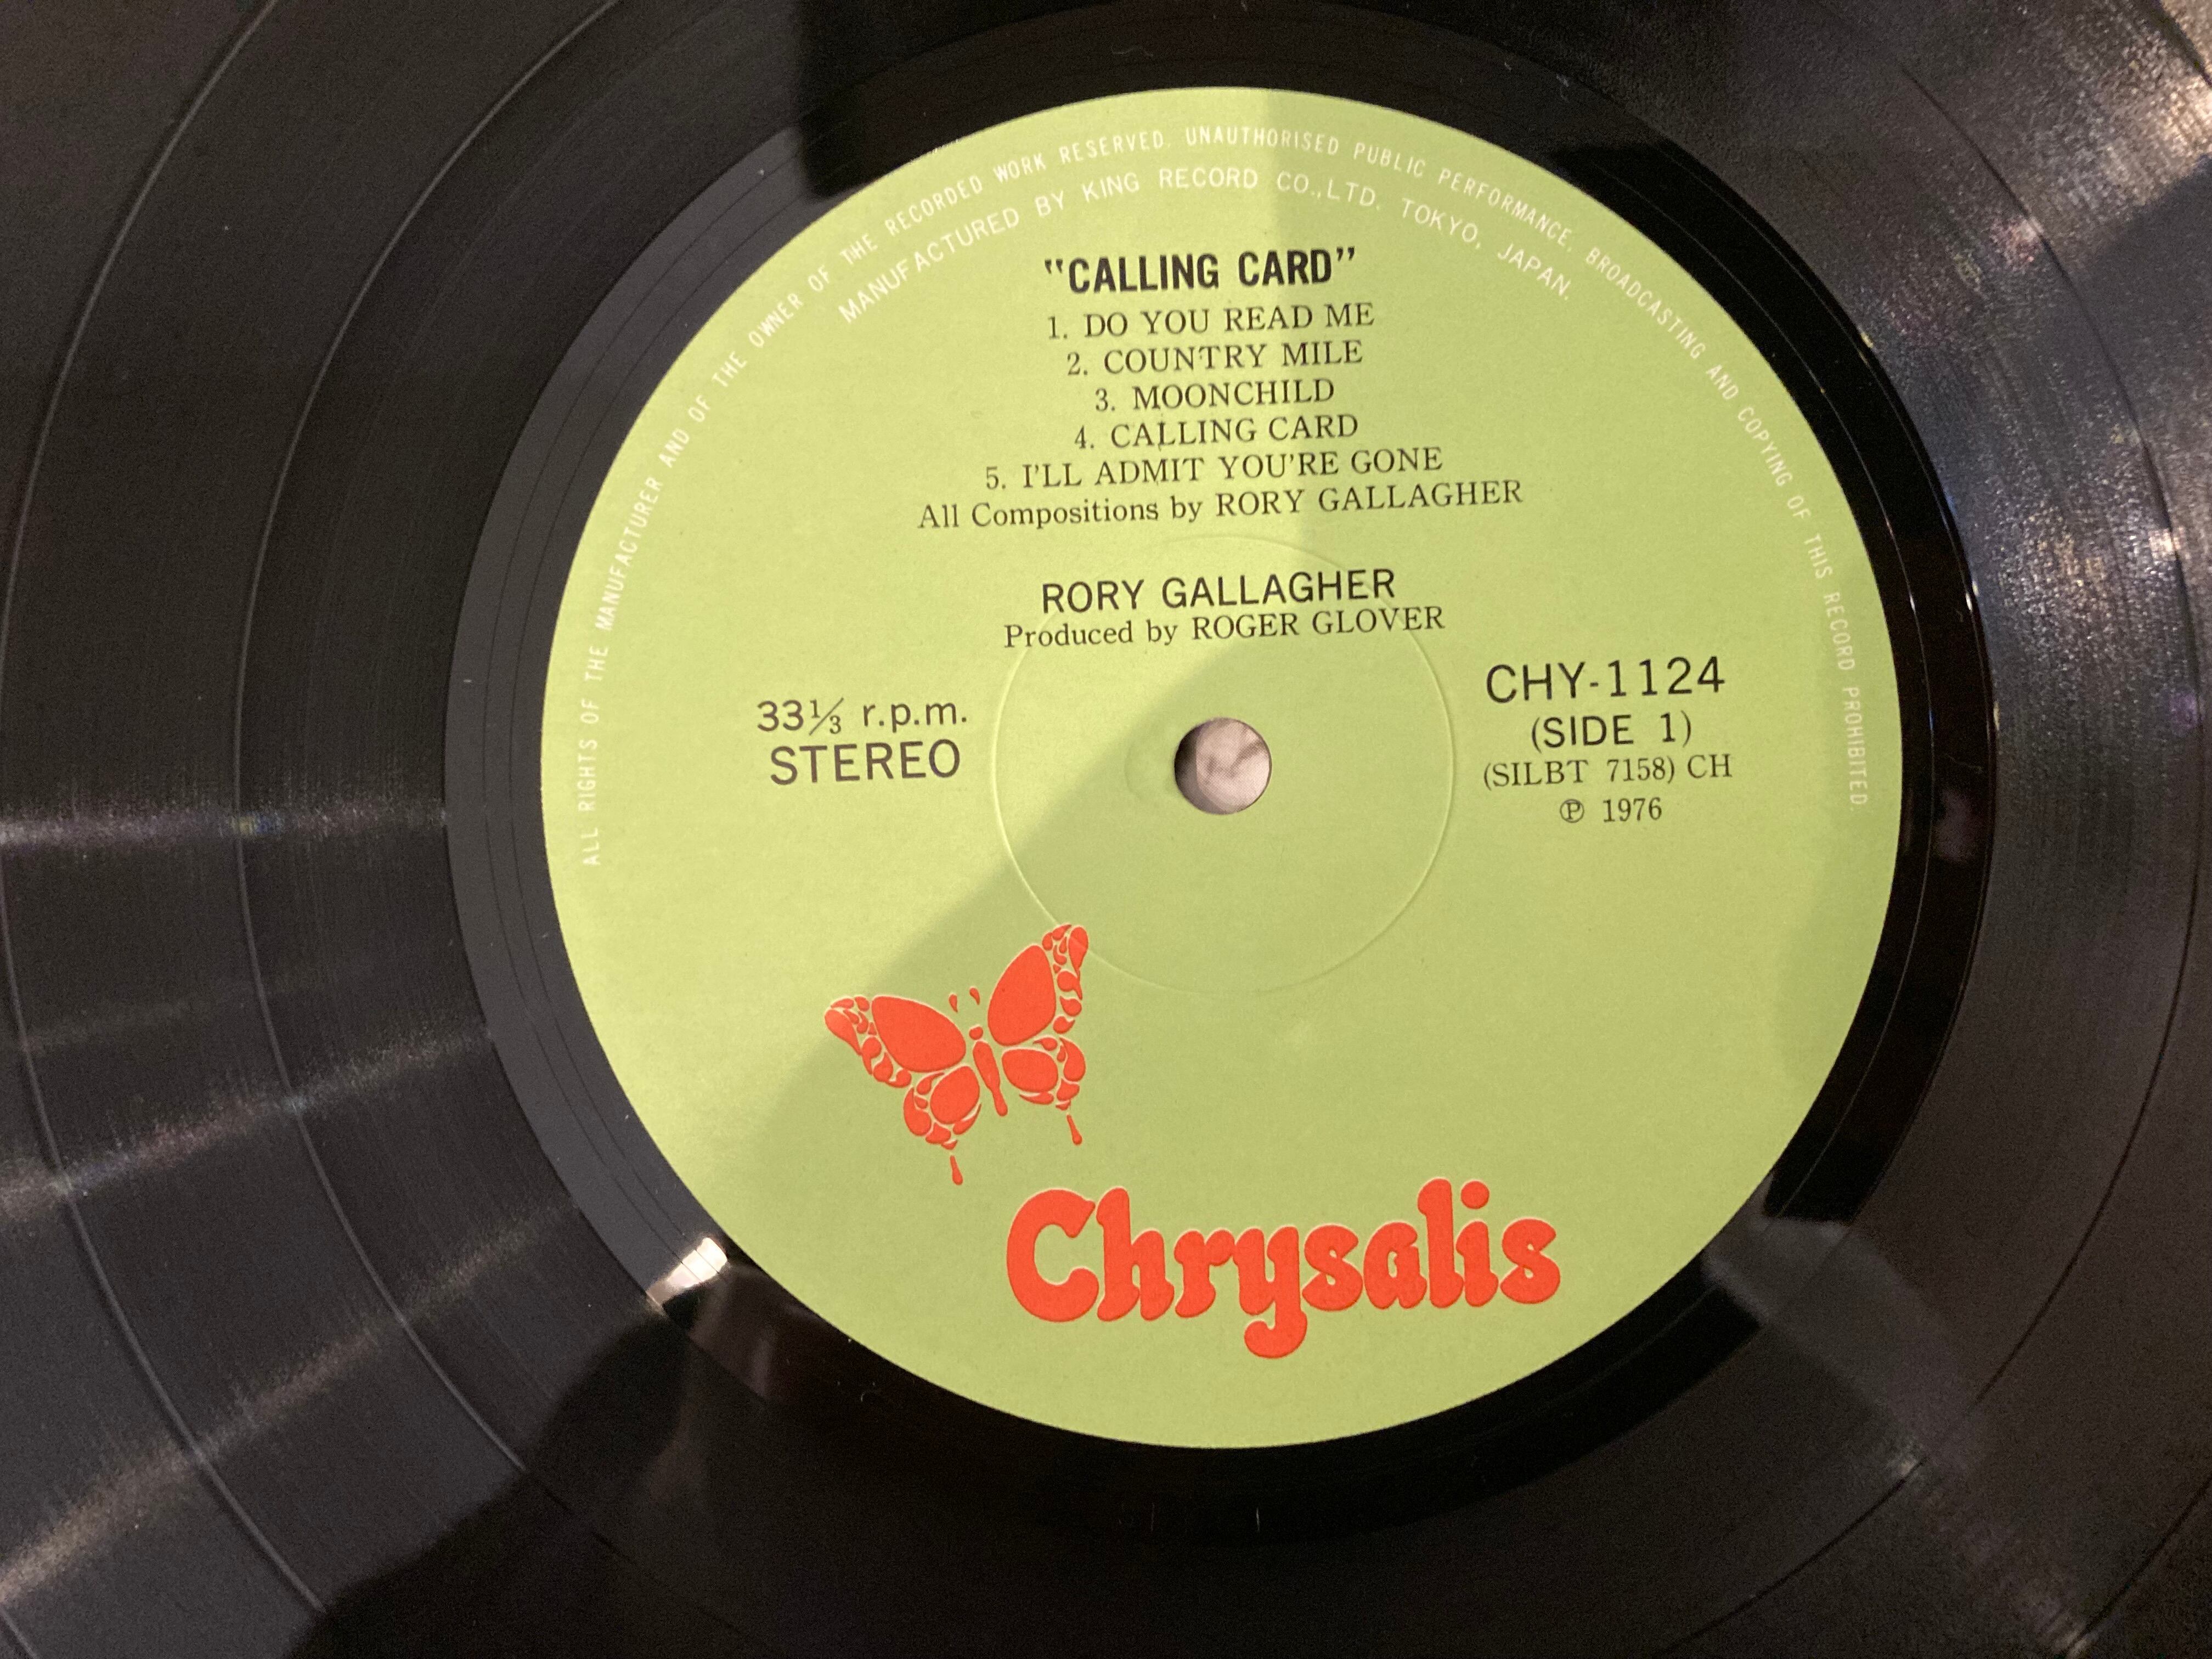 ALL RIGHTS OF THE MANUFACTURER AND OF THE OWNER OF THE RECORDED WORK RESERVED. UNAUTHORISED PUBLIC PERFORMANCE, BROADCASTING AND COPYING OF THIS RECORD PROHIBITED.
MANUFACTURED BY KING RECORD CO.,LTD. TOKYO, JAPAN.
"CALLING CARD"
1. DO YOU READ ME
2. COUNTRY MILE
3. MOONCHILD
4. CALLING CARD
5. I'LL ADMIT YOU'RE GONE
All Compositions by RORY GALLAGHER
RORY GALLAGHER
Produced by ROGER GLOVER
33⅓ r.p.m.
STEREO
CHY-1124
(SIDE 1)
(SILBT 7158) CH
Ⓟ 1976
Chrysalis